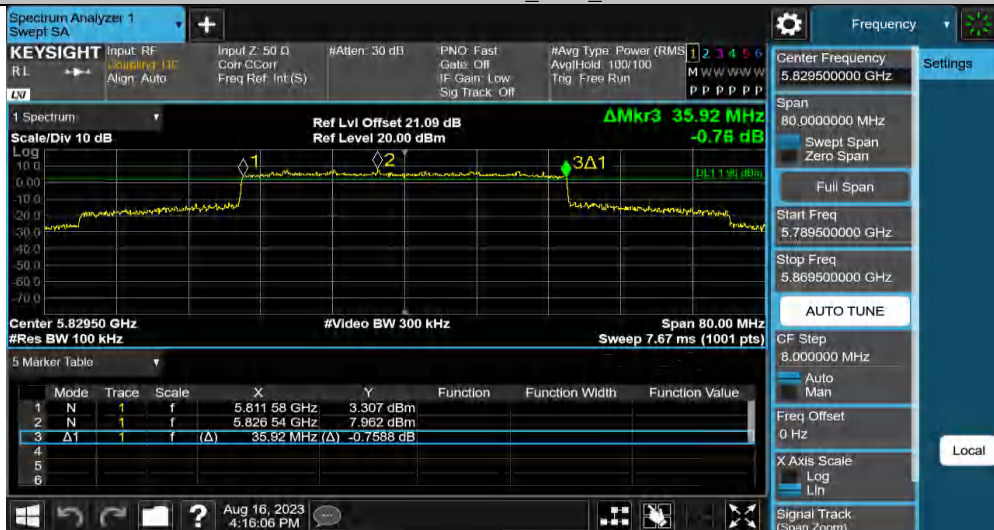 Spectrum Analyzer 1
Swept SA
+
Frequency
KEYSIGHT
RL
LXI
Input: RF
Coupling: DC
Align: Auto
Input Z: 50 Ω
Corr CCorr
Freq Ref: Int (S)
#Atten: 30 dB
PNO: Fast
Gate: Off
IF Gain: Low
Sig Track: Off
#Avg Type: Power (RMS
Avg|Hold: 100/100
Trig: Free Run
1 2 3 4 5 6
M W W W W W
P P P P P P
Center Frequency
5.829500000 GHz
Settings
Span
80.0000000 MHz
Swept Span
Zero Span
Full Span
Start Freq
5.789500000 GHz
Stop Freq
5.869500000 GHz
AUTO TUNE
CF Step
8.000000 MHz
Auto
Man
Freq Offset
0 Hz
X Axis Scale
Log
Lin
Signal Track
(Span Zoom)
Local
1 Spectrum
Scale/Div 10 dB
Ref Lvl Offset 21.09 dB
Ref Level 20.00 dBm
ΔMkr3 35.92 MHz
-0.76 dB
Log
10.0
0.00
-10.0
-20.0
-30.0
-40.0
-50.0
-60.0
-70.0
1
2
3Δ1
DL1 1.96 dBm
Center 5.82950 GHz
#Video BW 300 kHz
Span 80.00 MHz
#Res BW 100 kHz
Sweep 7.67 ms (1001 pts)
5 Marker Table
Mode Trace Scale X Y Function Function Width Function Value
1 N 1 f 5.811 58 GHz 3.307 dBm
2 N 1 f 5.826 54 GHz 7.962 dBm
3 Δ1 1 f (Δ) 35.92 MHz (Δ) -0.7588 dB
4
5
6
?
Aug 16, 2023
4:16:06 PM